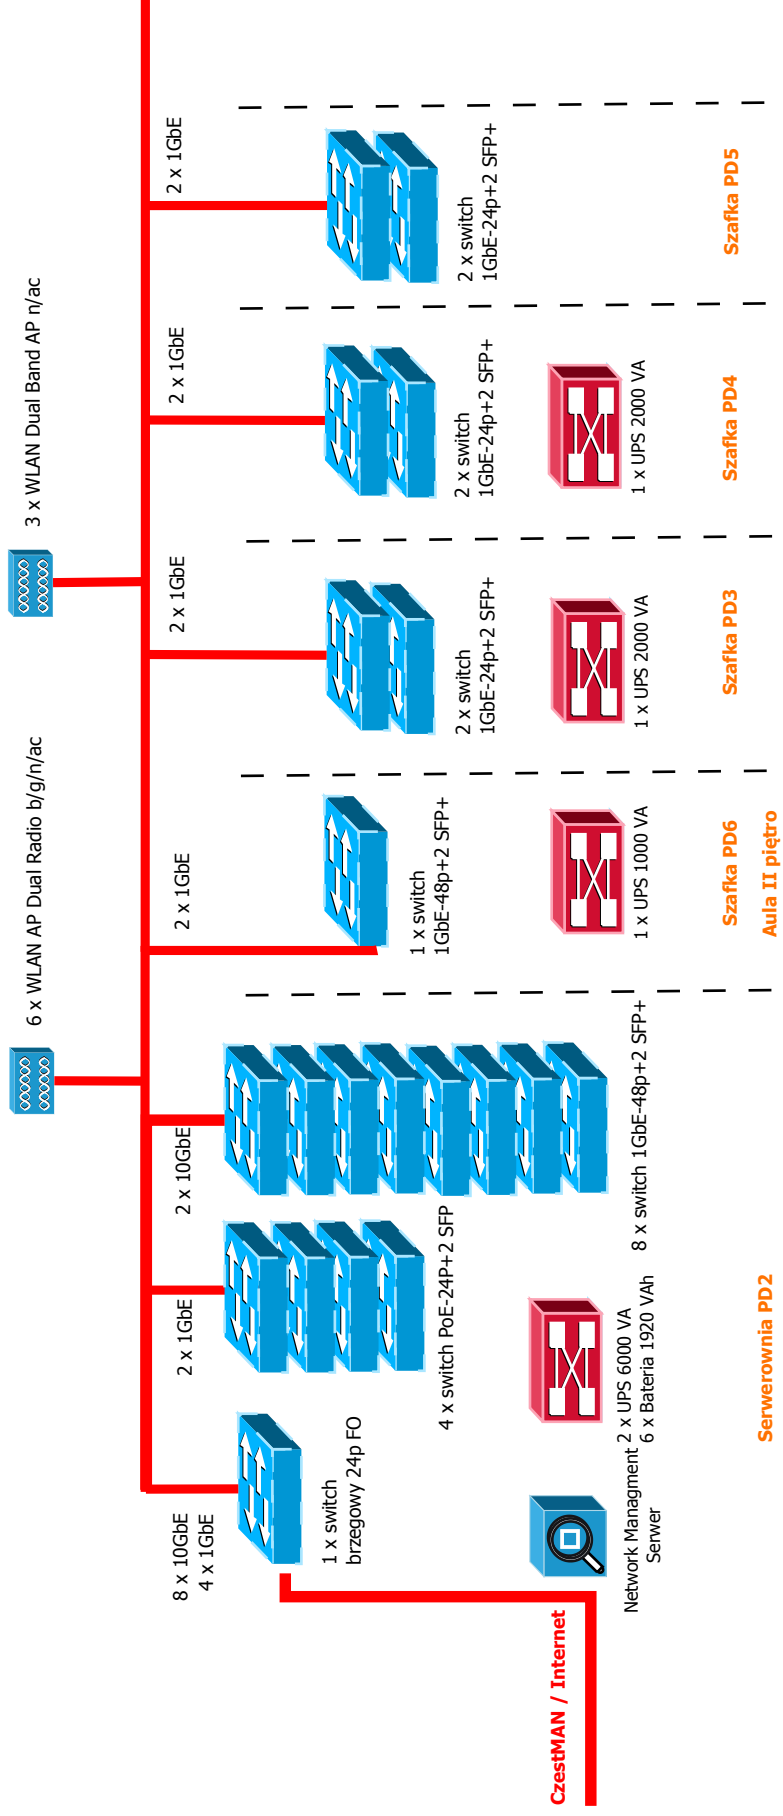 6 x WLAN AP Dual Radio b/g/n/ac
3 x WLAN Dual Band AP n/ac
8 x 10GbE
4 x 1GbE
2 x 1GbE
2 x 10GbE
2 x 1GbE
2 x 1GbE
2 x 1GbE
2 x 1GbE
1 x switch
brzegowy 24p FO
4 x switch PoE-24P+2 SFP
8 x switch 1GbE-48p+2 SFP+
1 x switch
1GbE-48p+2 SFP+
2 x switch
1GbE-24p+2 SFP+
2 x switch
1GbE-24p+2 SFP+
2 x switch
1GbE-24p+2 SFP+
CzestMAN / Internet
Network Managment
Serwer
2 x UPS 6000 VA
6 x Bateria 1920 VAh
1 x UPS 1000 VA
1 x UPS 2000 VA
1 x UPS 2000 VA
Serwerownia PD2
Szafka PD6
Aula II piętro
Szafka PD3
Szafka PD4
Szafka PD5